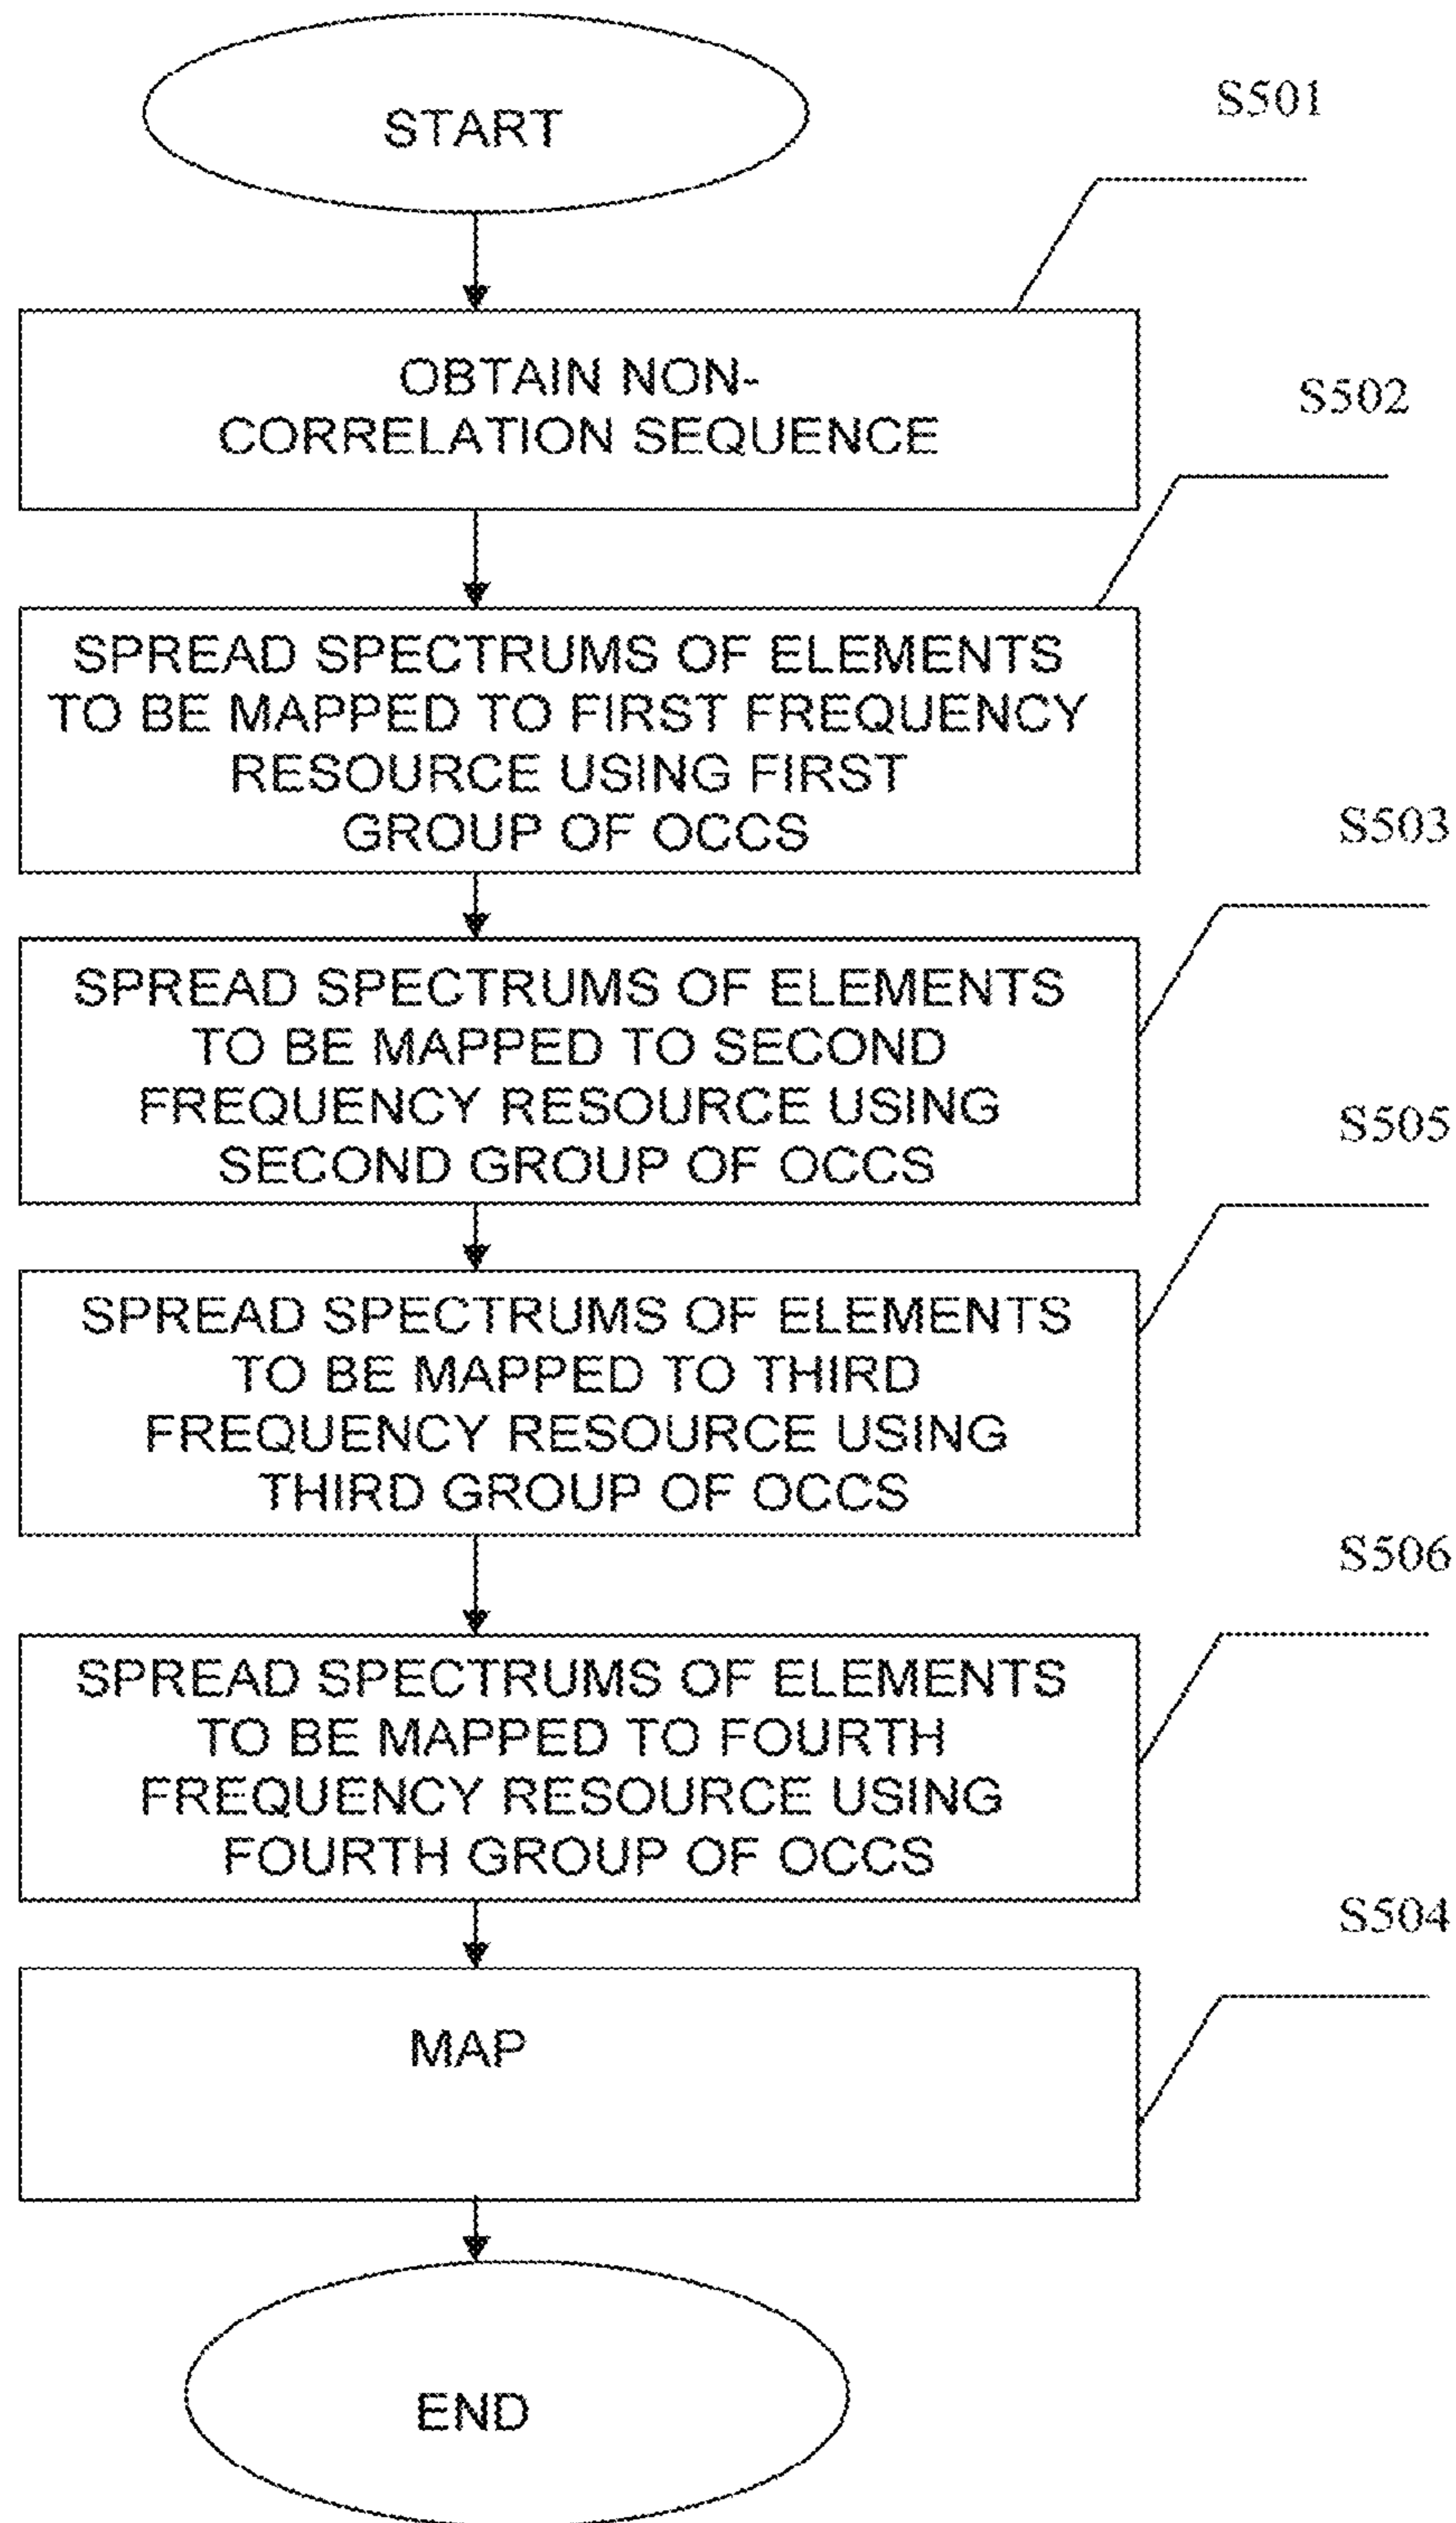 START
S501
OBTAIN NON-
CORRELATION SEQUENCE
S502
SPREAD SPECTRUMS OF ELEMENTS
TO BE MAPPED TO FIRST FREQUENCY
RESOURCE USING FIRST
GROUP OF OCCS
S503
SPREAD SPECTRUMS OF ELEMENTS
TO BE MAPPED TO SECOND
FREQUENCY RESOURCE USING
SECOND GROUP OF OCCS
S505
SPREAD SPECTRUMS OF ELEMENTS
TO BE MAPPED TO THIRD
FREQUENCY RESOURCE USING
THIRD GROUP OF OCCS
S506
SPREAD SPECTRUMS OF ELEMENTS
TO BE MAPPED TO FOURTH
FREQUENCY RESOURCE USING
FOURTH GROUP OF OCCS
S504
MAP
END